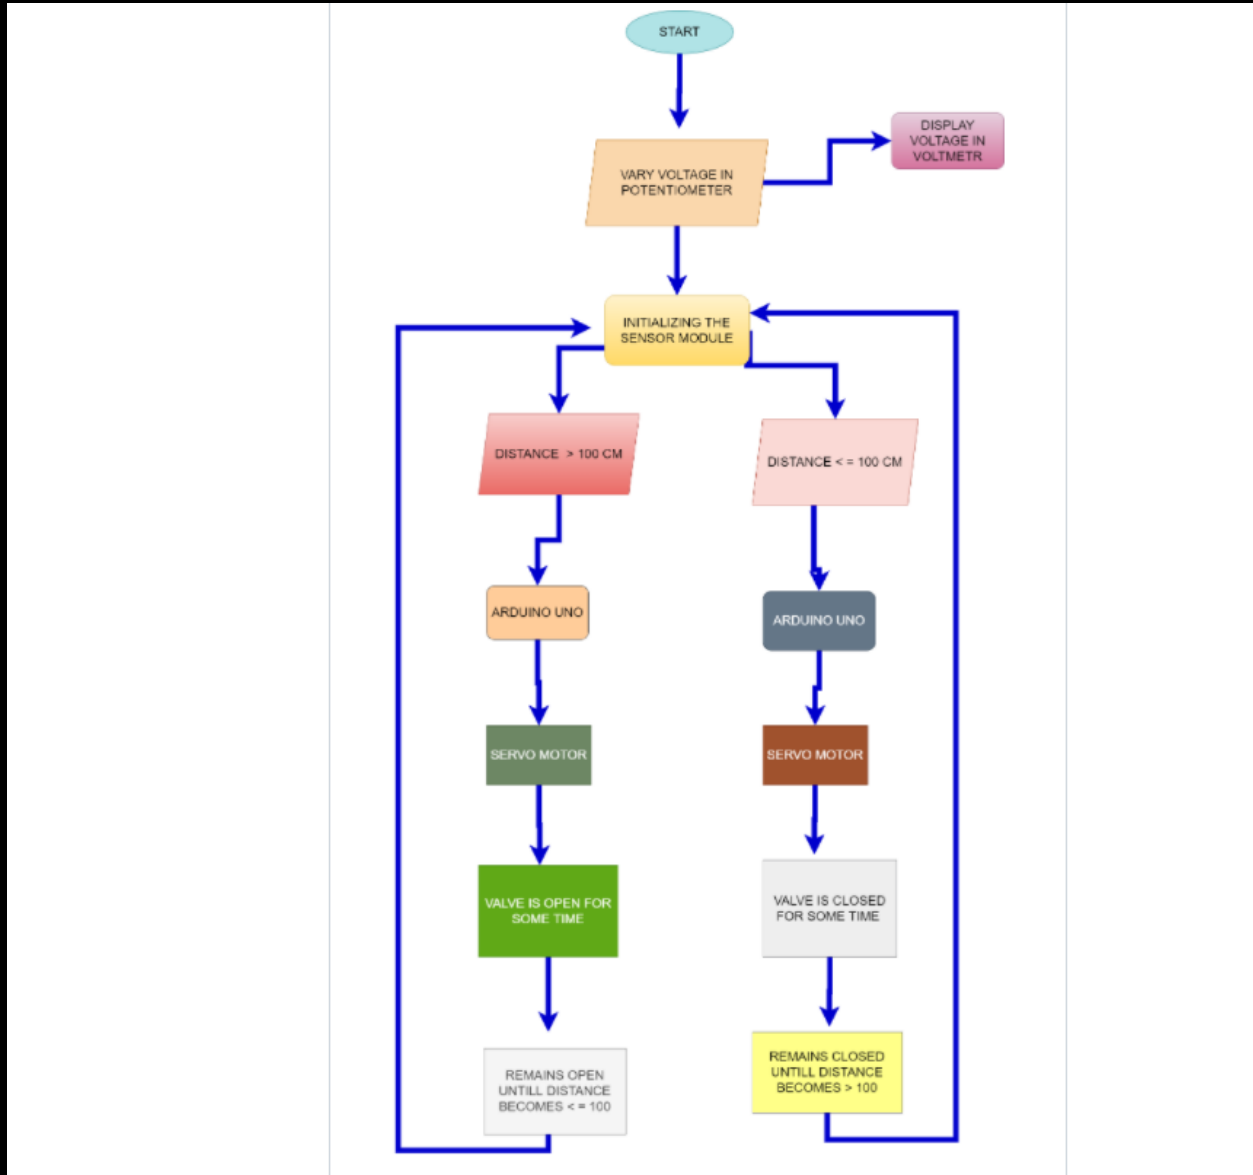 START
DISPLAY
VOLTAGE IN
VOLTMETR
VARY VOLTAGE IN
POTENTIOMETER
INITIALIZING THE
SENSOR MODULE
DISTANCE > 100 CM
DISTANCE < = 100 CM
ARDUINO UNO
ARDUINO UNO
SERVO MOTOR
SERVO MOTOR
VALVE IS OPEN FOR
SOME TIME
VALVE IS CLOSED
FOR SOME TIME
REMAINS OPEN
UNTILL DISTANCE
BECOMES < = 100
REMAINS CLOSED
UNTILL DISTANCE
BECOMES > 100